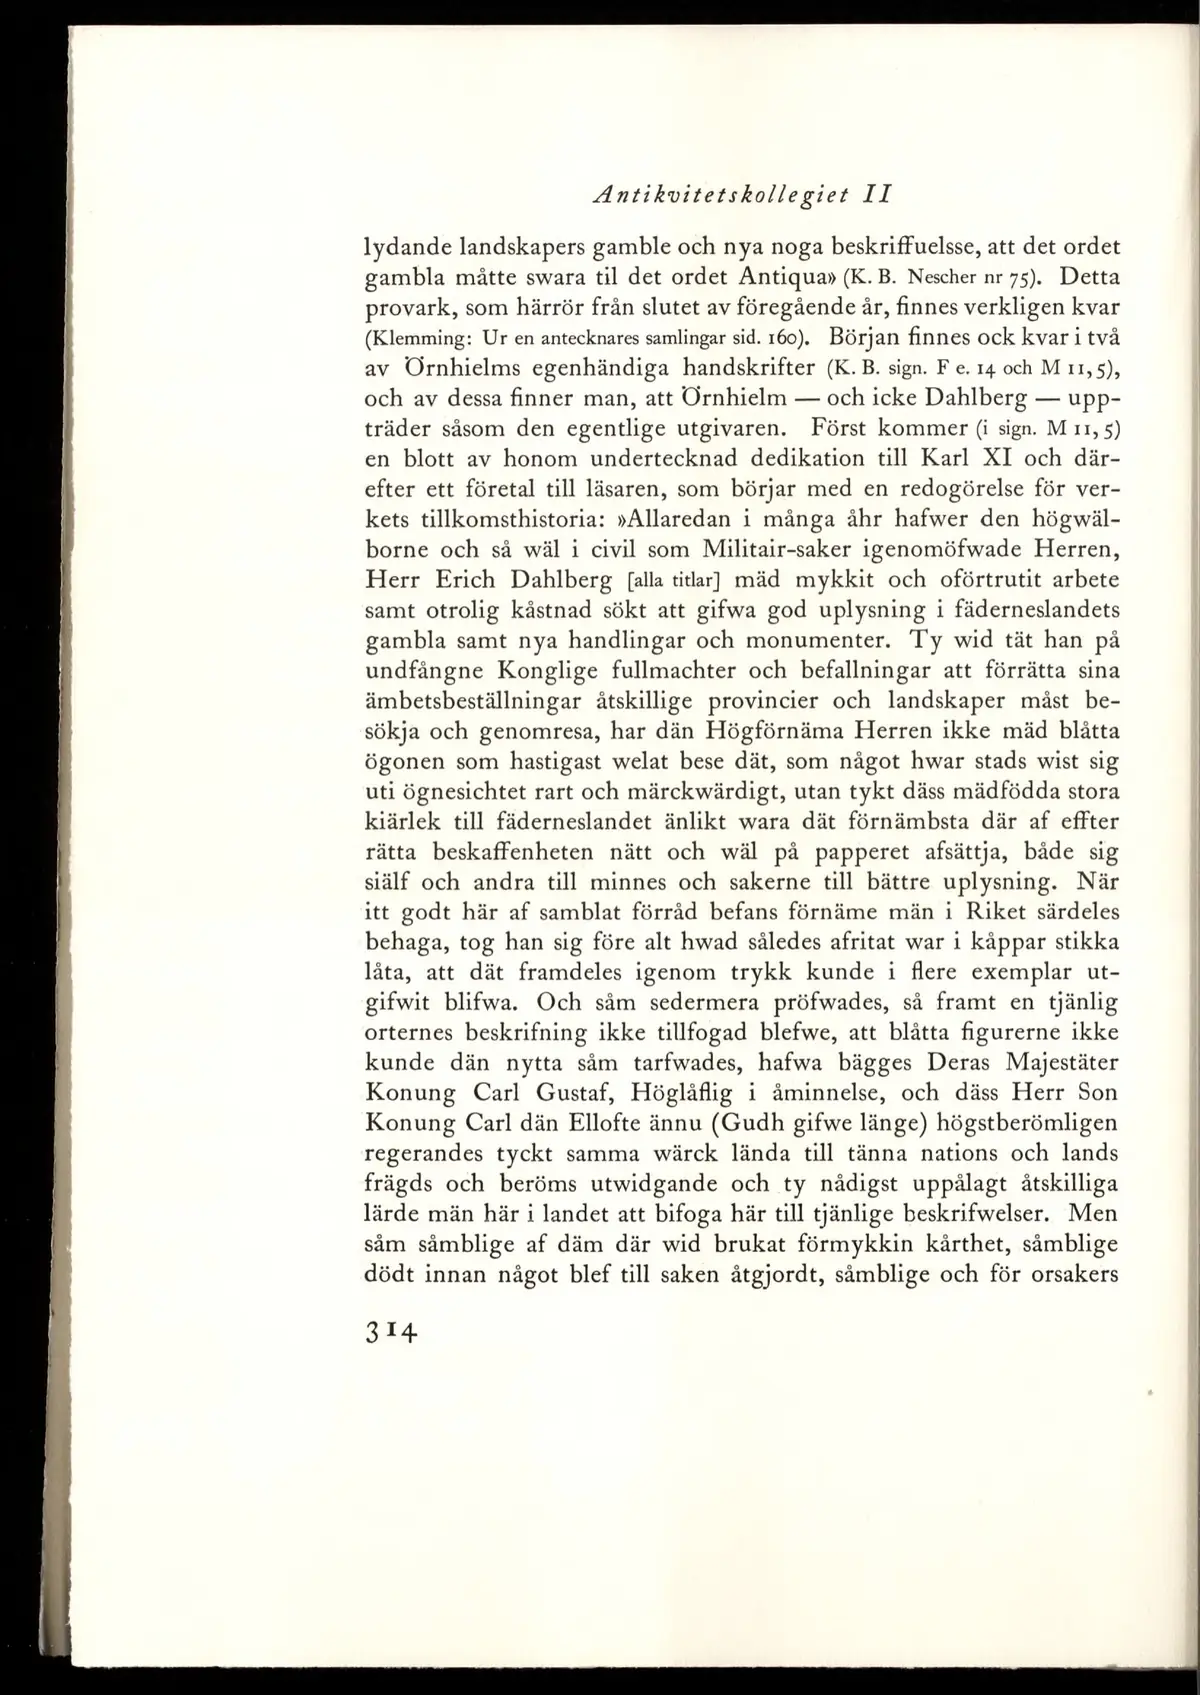 Antikvitetskollegiet II
lydande landskapers gamble och nya noga beskriffuelsse, att det ordet
gambla måtte swara til det ordet Antiqua» (K. B. Nescher nr 75). Detta
provark, som härrör från slutet av föregående år, finnes verkligen kvar
(Klemming: Ur en antecknares samlingar sid. 160). Början finnes ock kvar i två
av Örnhielms egenhändiga handskrifter (K. B. sign. F e. 14 och M 11,5),
och av dessa finner man, att Örnhielm — och icke Dahlberg — upp-
träder såsom den egentlige utgivaren. Först kommer (i sign. M 11, 5)
en blott av honom undertecknad dedikation till Karl XI och där-
efter ett företal till läsaren, som börjar med en redogörelse för ver-
kets tillkomsthistoria: »Allaredan i många åhr hafwer den högwäl-
borne och så wäl i civil som Militair-saker igenomöfwade Herren,
Herr Erich Dahlberg [alla titlar] mäd mykkit och oförtrutit arbete
samt otrolig kåstnad sökt att gifwa god uplysning i fäderneslandets
gambla samt nya handlingar och monumenter. Ty wid tät han på
undfångne Konglige fullmachter och befallningar att förrätta sina
ämbetsbeställningar åtskillige provincier och landskaper måst be-
sökja och genomresa, har dän Högförnäma Herren ikke mäd blåtta
ögonen som hastigast welat bese dät, som något hwar stads wist sig
uti ögnesichtet rart och märckwärdigt, utan tykt däss mädfödda stora
kiärlek till fäderneslandet änlikt wara dät förnämbsta där af effter
rätta beskaffenheten nätt och wäl på papperet afsättja, både sig
siälf och andra till minnes och sakerne till bättre uplysning. När
itt godt här af samblat förråd befans förnäme män i Riket särdeles
behaga, tog han sig före alt hwad således afritat war i kåppar stikka
låta, att dät framdeles igenom trykk kunde i flere exemplar ut-
gifwit blifwa. Och såm sedermera pröfwades, så framt en tjänlig
orternes beskrifning ikke tillfogad blefwe, att blåtta figurerne ikke
kunde dän nytta såm tarfwades, hafwa bägges Deras Majestäter
Konung Carl Gustaf, Höglåflig i åminnelse, och däss Herr Son
Konung Carl dän Ellofte ännu (Gudh gifwe länge) högstberömligen
regerandes tyckt samma wärck lända till tänna nations och lands
frägds och beröms utwidgande och ty nådigst uppålagt åtskilliga
lärde män här i landet att bifoga här till tjänlige beskrifwelser. Men
såm såmblige af däm där wid brukat förmykkin kårthet, såmblige
dödt innan något blef till saken åtgjordt, såmblige och för orsakers
314